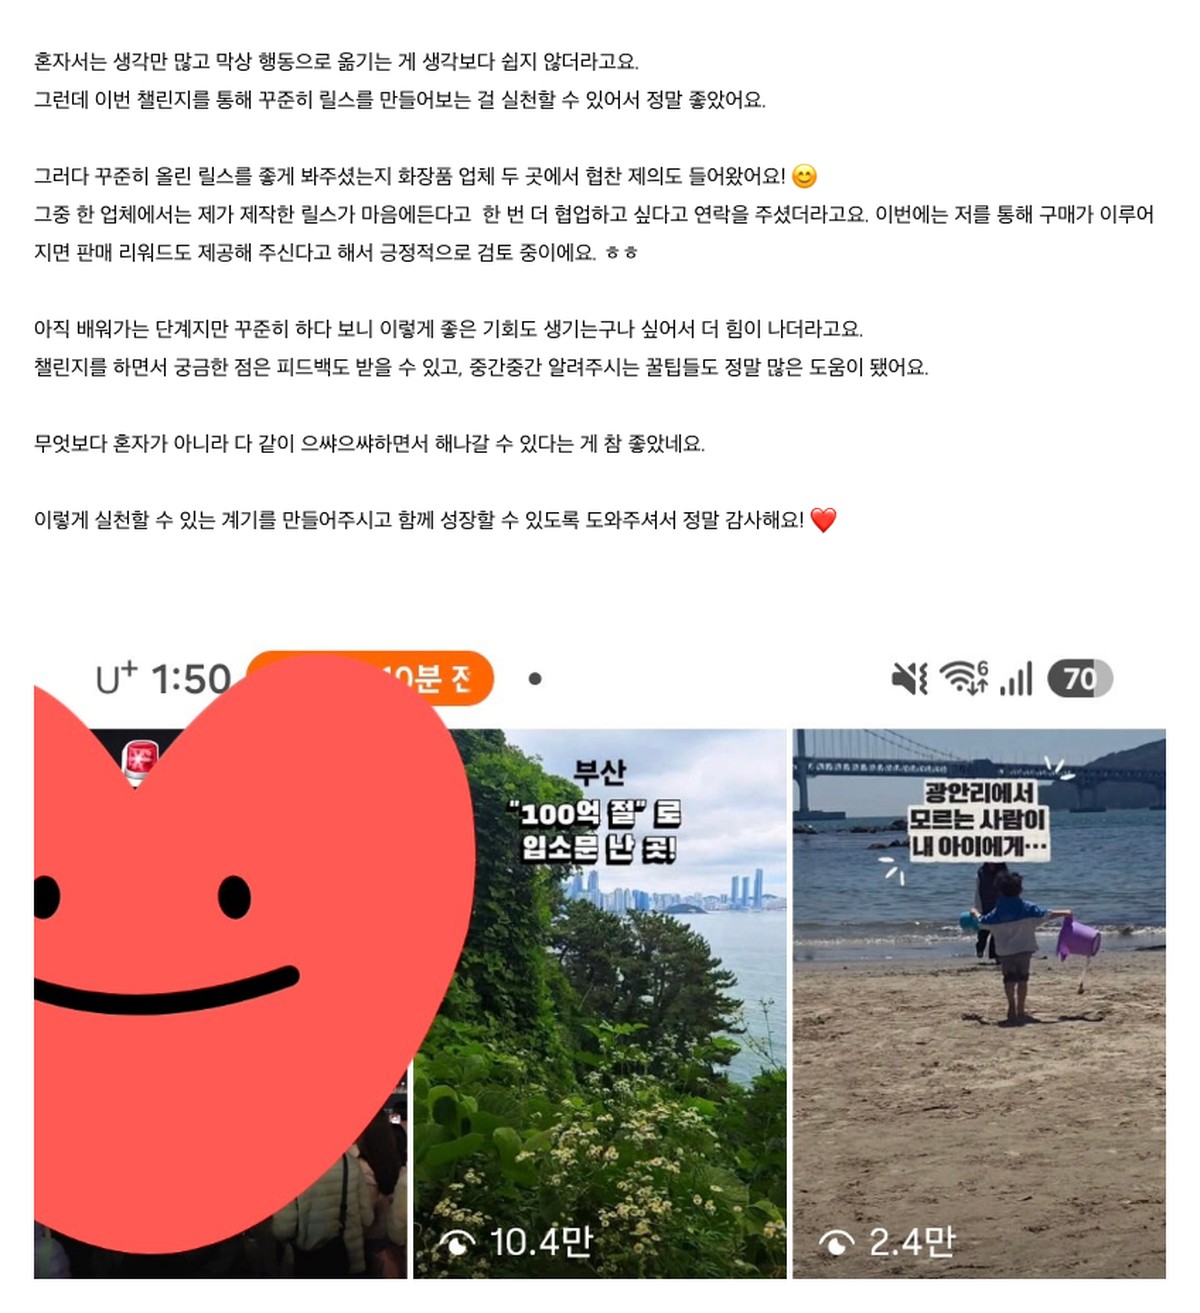 혼자서는 생각만 많고 막상 행동으로 옮기는 게 생각보다 쉽지 않더라고요.
그런데 이번 챌린지를 통해 꾸준히 릴스를 만들어보는 걸 실천할 수 있어서 정말 좋았어요.
그러다 꾸준히 올린 릴스를 좋게 봐주셨는지 화장품 업체 두 곳에서 협찬 제의도 들어왔어요! 😊
그중 한 업체에서는 제가 제작한 릴스가 마음에든다고  한 번 더 협업하고 싶다고 연락을 주셨더라고요. 이번에는 저를 통해 구매가 이루어
지면 판매 리워드도 제공해 주신다고 해서 긍정적으로 검토 중이에요. ㅎㅎ
아직 배워가는 단계지만 꾸준히 하다 보니 이렇게 좋은 기회도 생기는구나 싶어서 더 힘이 나더라고요.
챌린지를 하면서 궁금한 점은 피드백도 받을 수 있고, 중간중간 알려주시는 꿀팁들도 정말 많은 도움이 됐어요.
무엇보다 혼자가 아니라 다 같이 으쌰으쌰하면서 해나갈 수 있다는 게 참 좋았네요.
이렇게 실천할 수 있는 계기를 만들어주시고 함께 성장할 수 있도록 도와주셔서 정말 감사해요! ❤️
U+ 1:50 10분 전 6 70
부산
"100억 절" 로
입소문 난 곳!
광안리에서
모르는 사람이
내 아이에게···
10.4만
2.4만